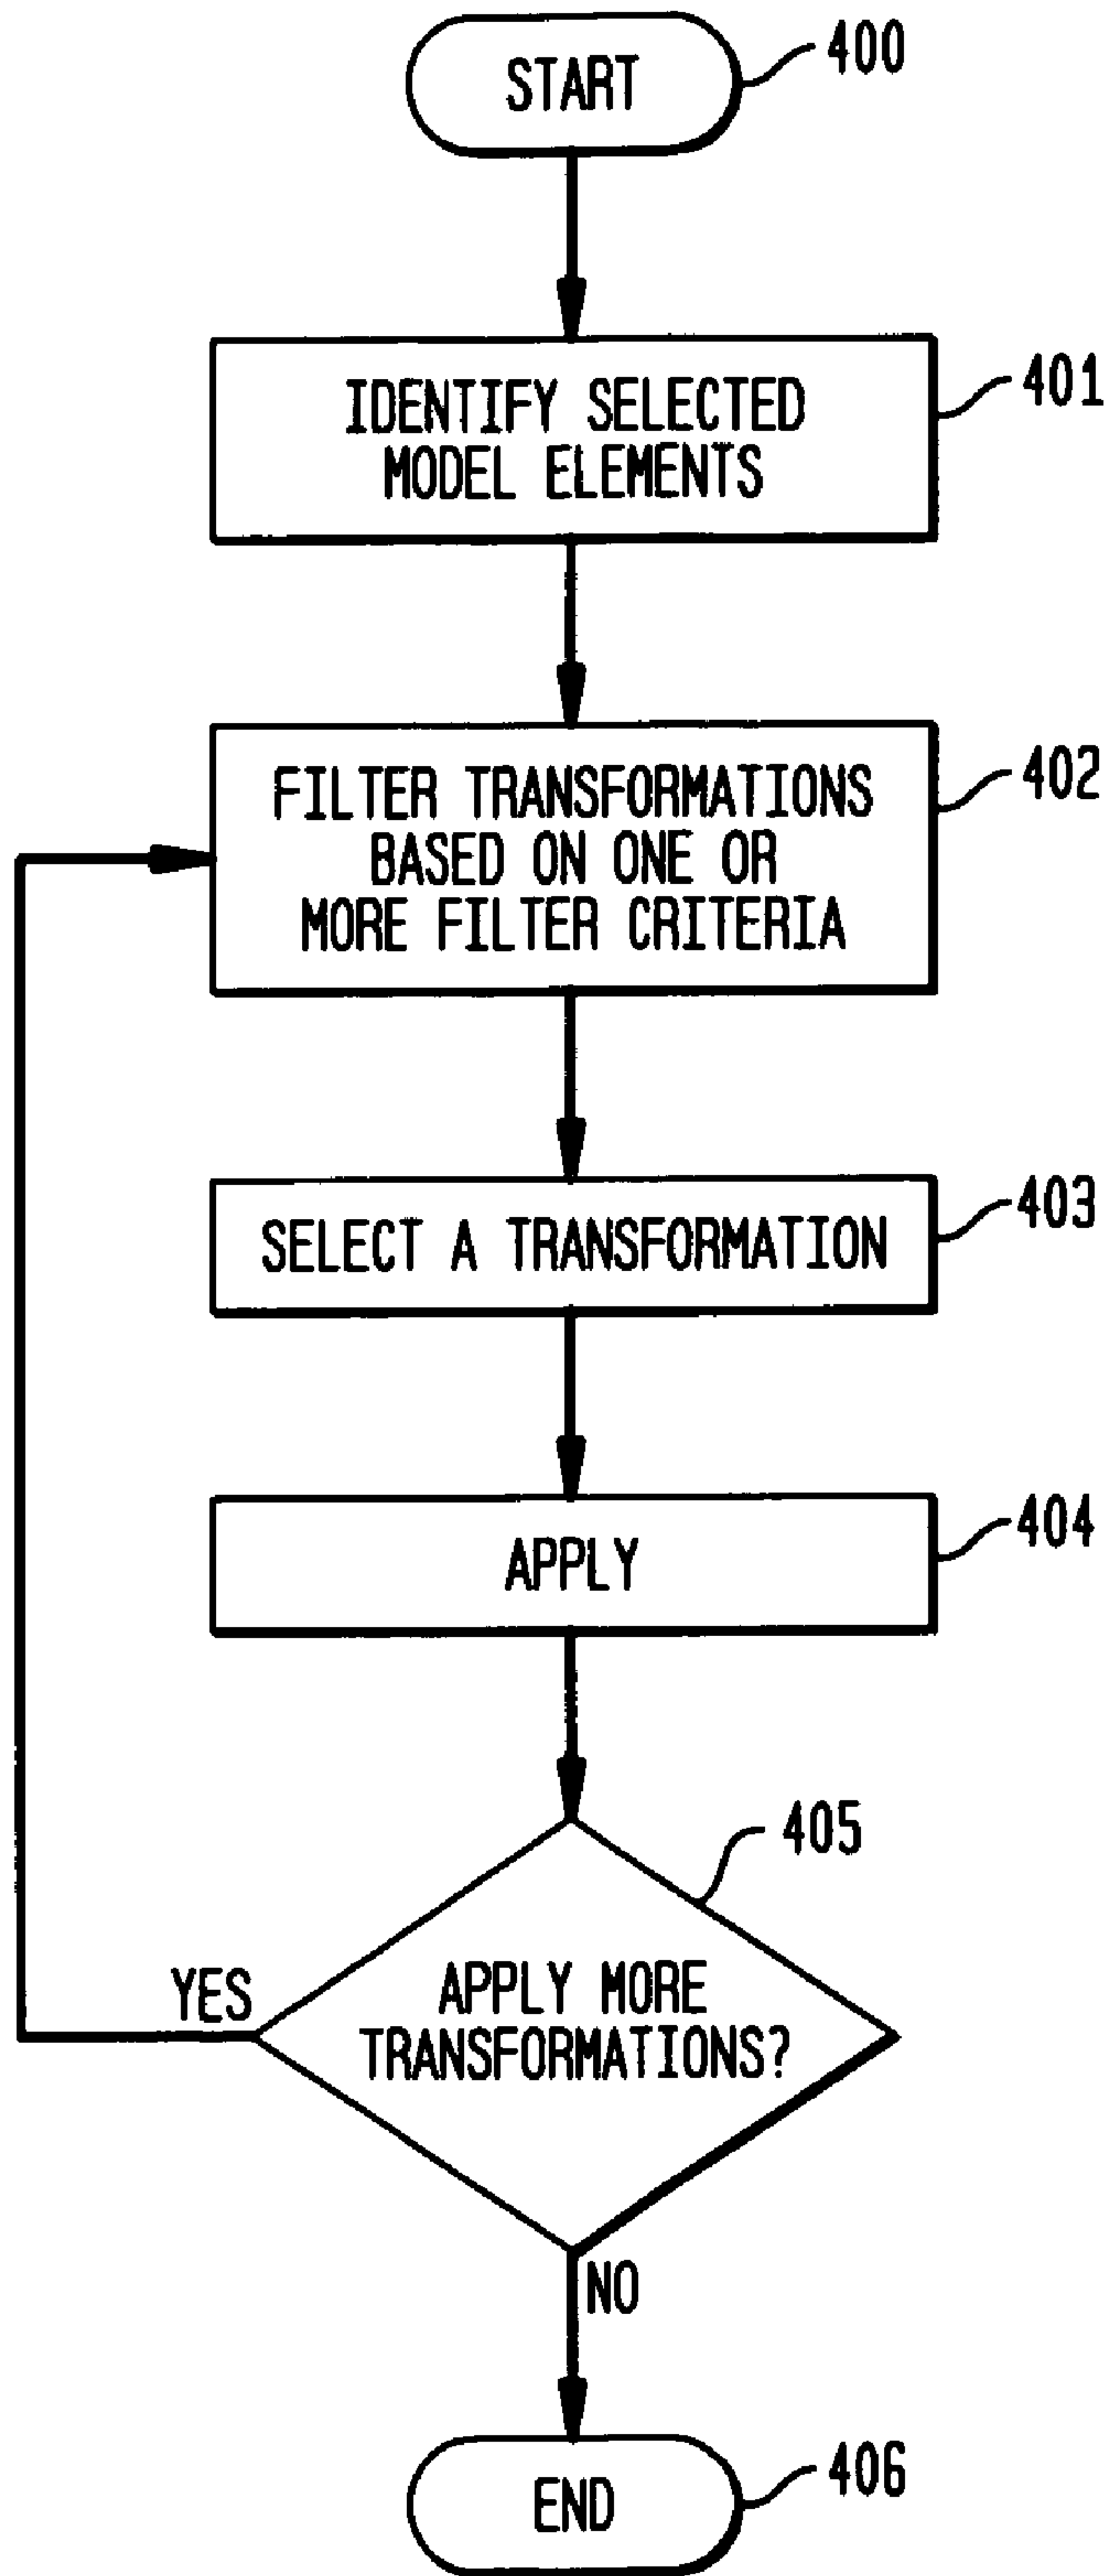 START
400
IDENTIFY SELECTED
MODEL ELEMENTS
401
FILTER TRANSFORMATIONS
BASED ON ONE OR
MORE FILTER CRITERIA
402
SELECT A TRANSFORMATION
403
APPLY
404
405
APPLY MORE
TRANSFORMATIONS?
YES
NO
END
406